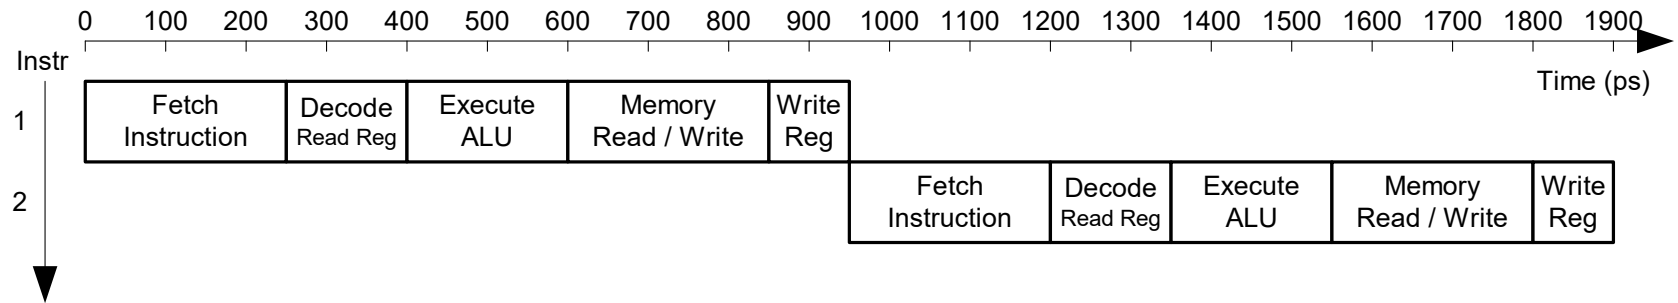 0 100 200 300 400 500 600 700 800 900 1000 1100 1200 1300 1400 1500 1600 1700 1800 1900
Instr
Time (ps)
1
Fetch
Instruction
Decode
Read Reg
Execute
ALU
Memory
Read / Write
Write
Reg
2
Fetch
Instruction
Decode
Read Reg
Execute
ALU
Memory
Read / Write
Write
Reg